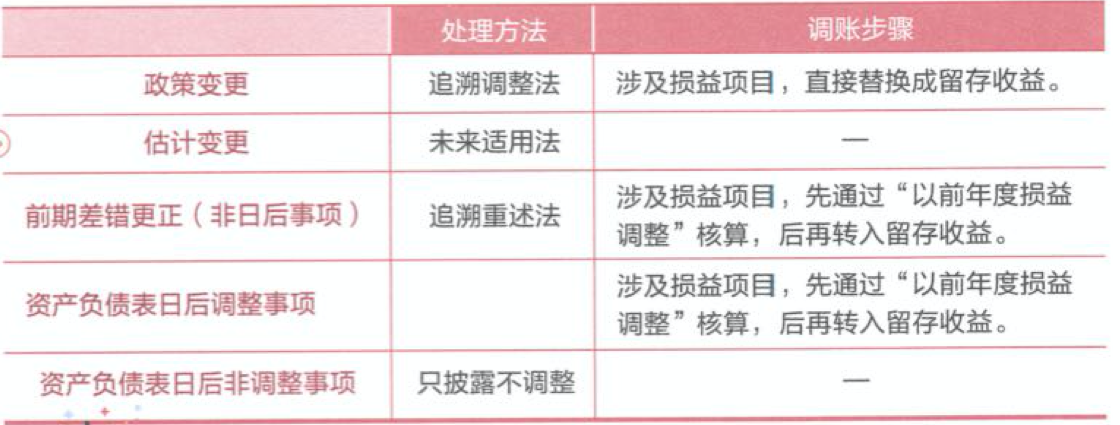 处理方法 调账步骤
政策变更 追溯调整法 涉及损益项目，直接替换成留存收益。
估计变更 未来适用法 —
前期差错更正（非日后事项） 追溯重述法 涉及损益项目，先通过“以前年度损益
调整”核算，后再转入留存收益。
资产负债表日后调整事项 涉及损益项目，先通过“以前年度损益
调整”核算，后再转入留存收益。
资产负债表日后非调整事项 只披露不调整 —